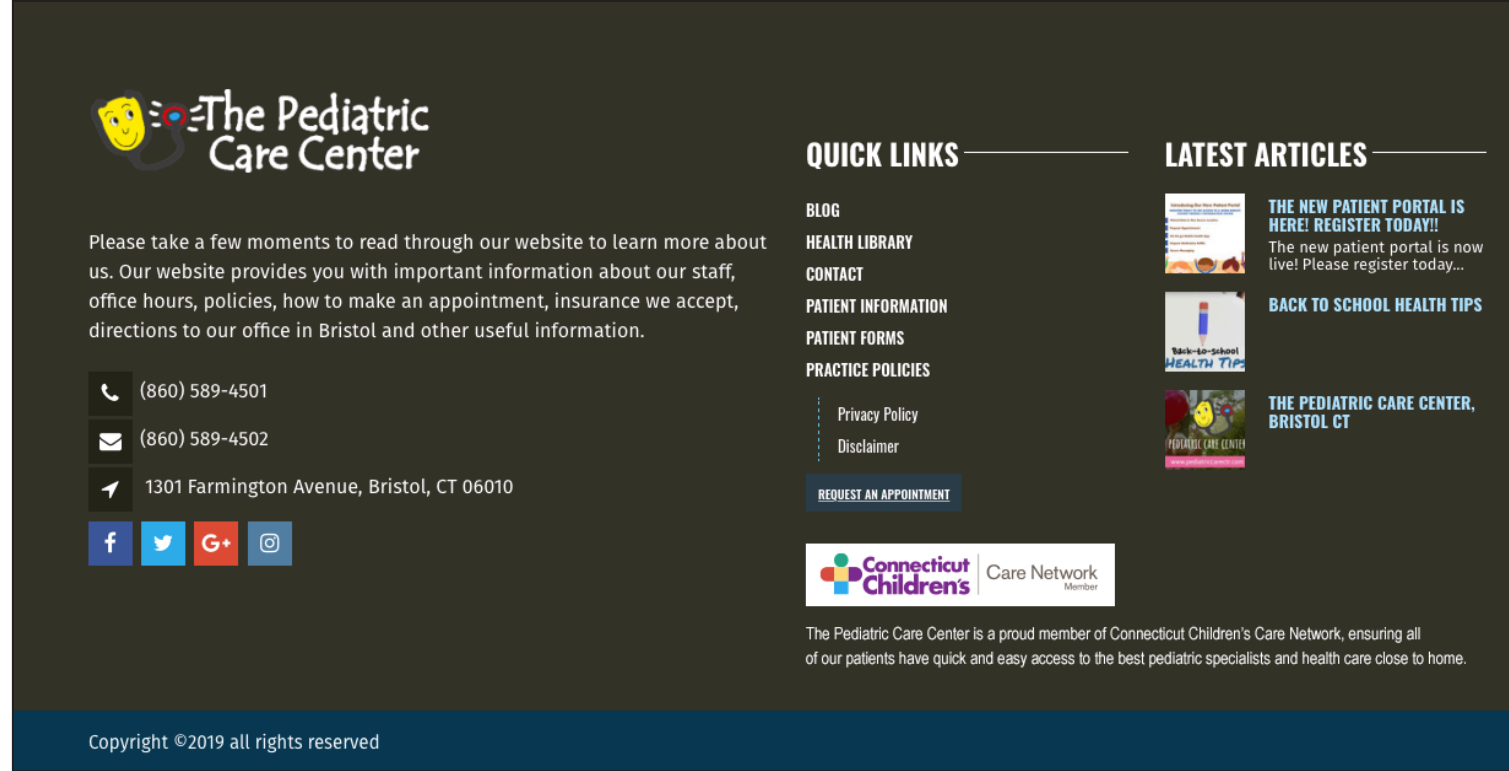 The Pediatric
Care Center
Please take a few moments to read through our website to learn more about
us. Our website provides you with important information about our staff,
office hours, policies, how to make an appointment, insurance we accept,
directions to our office in Bristol and other useful information.
(860) 589-4501
(860) 589-4502
1301 Farmington Avenue, Bristol, CT 06010
f
G+
QUICK LINKS
BLOG
HEALTH LIBRARY
CONTACT
PATIENT INFORMATION
PATIENT FORMS
PRACTICE POLICIES
Privacy Policy
Disclaimer
REQUEST AN APPOINTMENT
LATEST ARTICLES
Introducing Our New Patient Portal
THE NEW PATIENT PORTAL IS
HERE! REGISTER TODAY!!
The new patient portal is now
live! Please register today...
Back-to-school
HEALTH TIPS
BACK TO SCHOOL HEALTH TIPS
PEDIATRIC CARE CENTER
www.pediatriccarectr.com
THE PEDIATRIC CARE CENTER,
BRISTOL CT
Connecticut
Children's
Care Network
Member
The Pediatric Care Center is a proud member of Connecticut Children's Care Network, ensuring all
of our patients have quick and easy access to the best pediatric specialists and health care close to home.
Copyright ©2019 all rights reserved